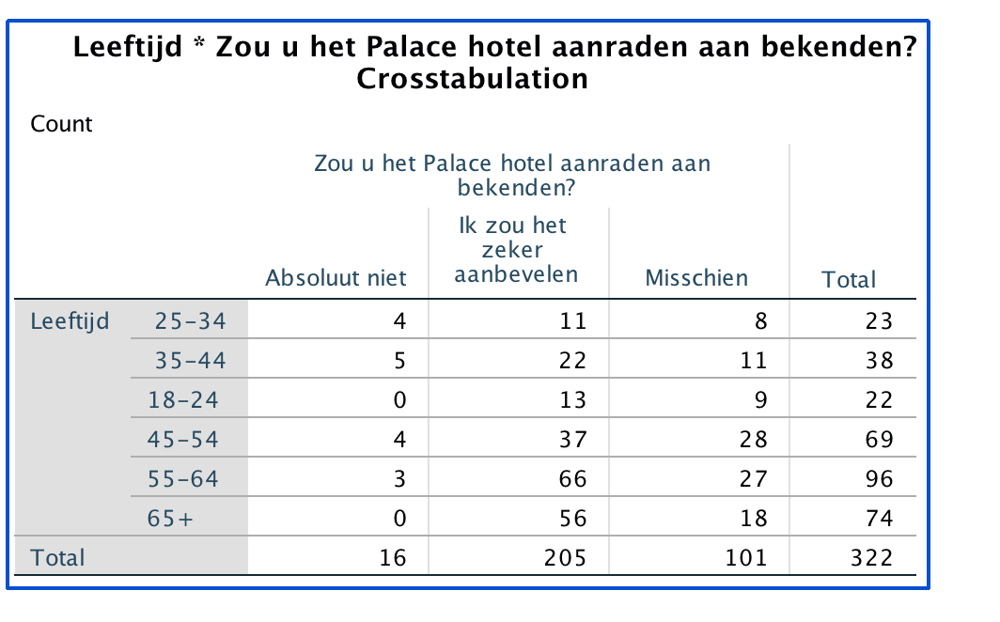 Leeftijd * Zou u het Palace hotel aanraden aan bekenden?
Crosstabulation
Count
Zou u het Palace hotel aanraden aan
bekenden?
Absoluut niet Ik zou het zeker aanbevelen Misschien Total
Leeftijd 25-34 4 11 8 23
35-44 5 22 11 38
18-24 0 13 9 22
45-54 4 37 28 69
55-64 3 66 27 96
65+ 0 56 18 74
Total 16 205 101 322